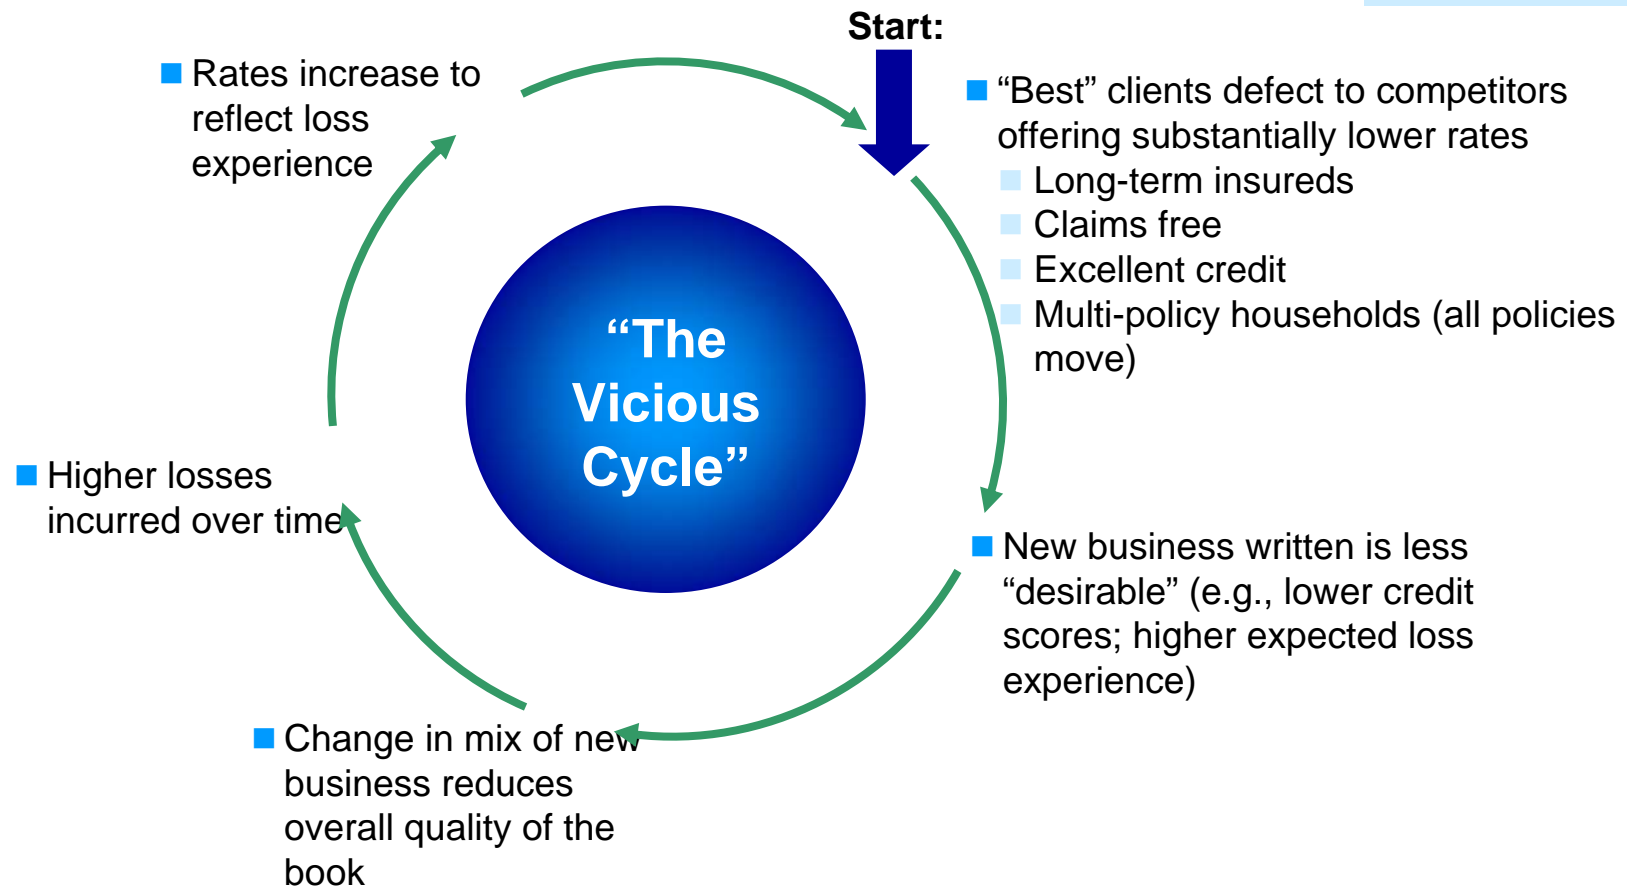 Start:
“Best” clients defect to competitors
offering substantially lower rates
Long-term insureds
Claims free
Excellent credit
Multi-policy households (all policies
move)
New business written is less
“desirable” (e.g., lower credit
scores; higher expected loss
experience)
Change in mix of new
business reduces
overall quality of the
book
Higher losses
incurred over time
Rates increase to
reflect loss
experience
“The
Vicious
Cycle”